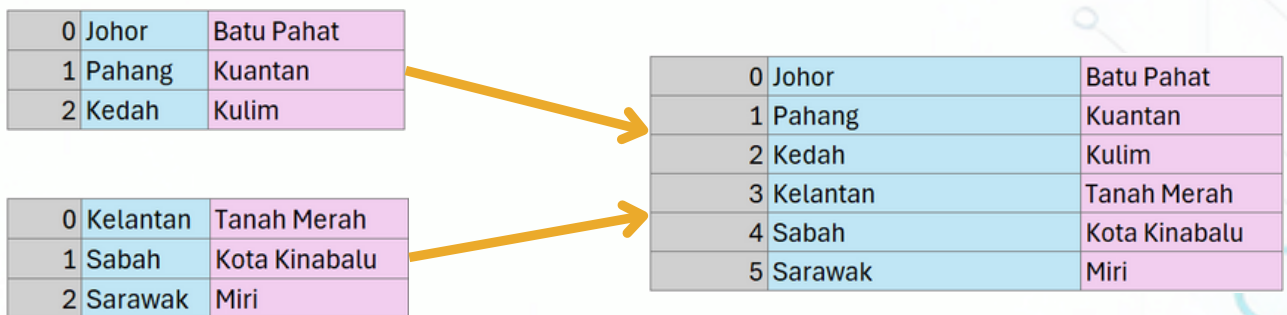 0 Johor Batu Pahat
1 Pahang Kuantan
2 Kedah Kulim
0 Kelantan Tanah Merah
1 Sabah Kota Kinabalu
2 Sarawak Miri
0 Johor Batu Pahat
1 Pahang Kuantan
2 Kedah Kulim
3 Kelantan Tanah Merah
4 Sabah Kota Kinabalu
5 Sarawak Miri